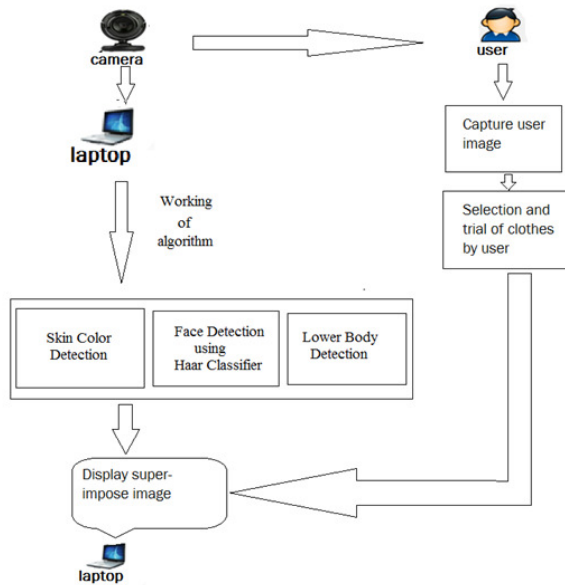 camera
user
laptop
Capture user
image
Working
of
algorithm
Selection and
trial of clothes
by user
Skin Color
Detection
Face Detection
using
Haar Classifier
Lower Body
Detection
Display super-
impose image
laptop